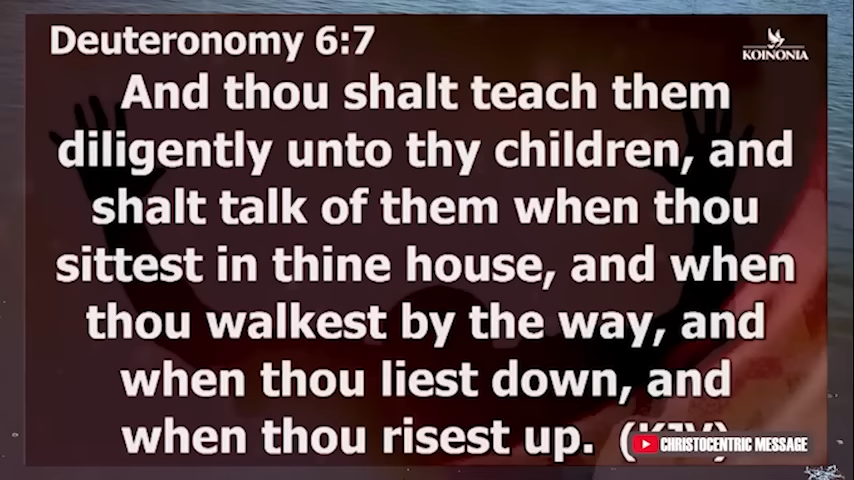 Deuteronomy 6:7
KOINONIA
And thou shalt teach them
diligently unto thy children, and
shalt talk of them when thou
sittest in thine house, and when
thou walkest by the way, and
when thou liest down, and
when thou risest up. (KJV)
CHRISTOCENTRIC MESSAGE